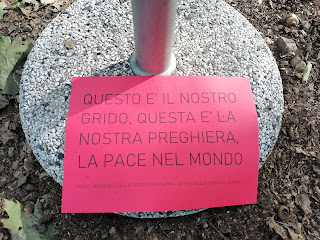 QUESTO E' IL NOSTRO
GRIDO, QUESTA E' LA
NOSTRA PREGHIERA,
LA PACE NEL MONDO